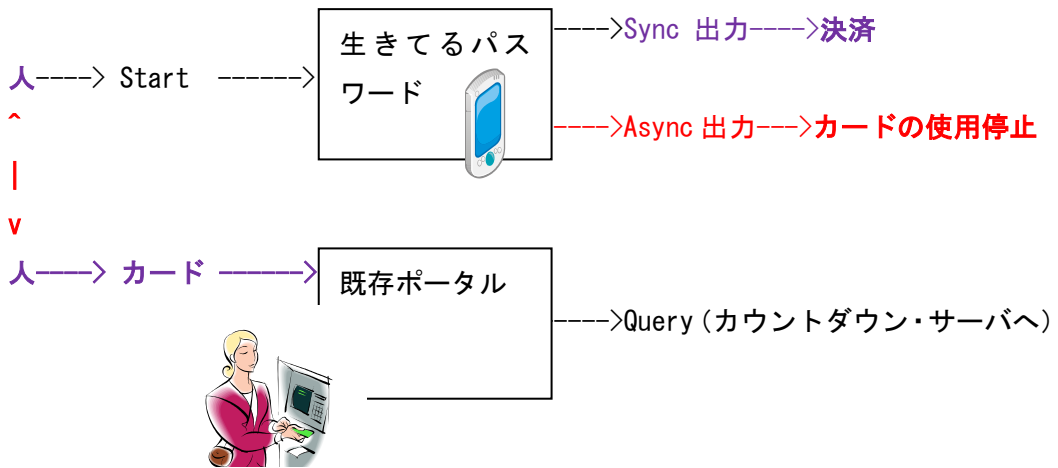 ---->Sync 出力---->決済
生きてるパス
ワード
人----> Start ------>
---->Async 出力--->カードの使用停止
^
|
v
人----> カード ------>
既存ポータル
---->Query(カウントダウン・サーバへ)